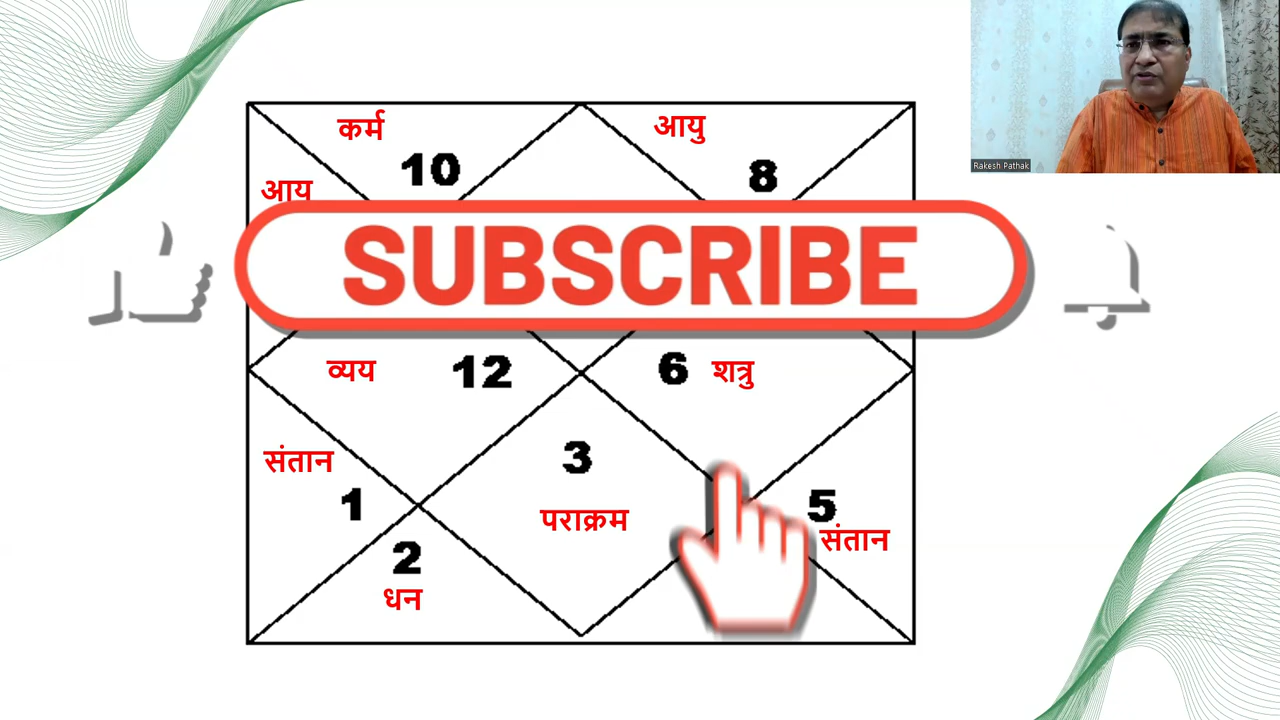 Rakesh Pathak
कर्म
10
आयु
8
आय
SUBSCRIBE
व्यय
12
6
शत्रु
संतान
1
3
पराक्रम
5
संतान
2
धन